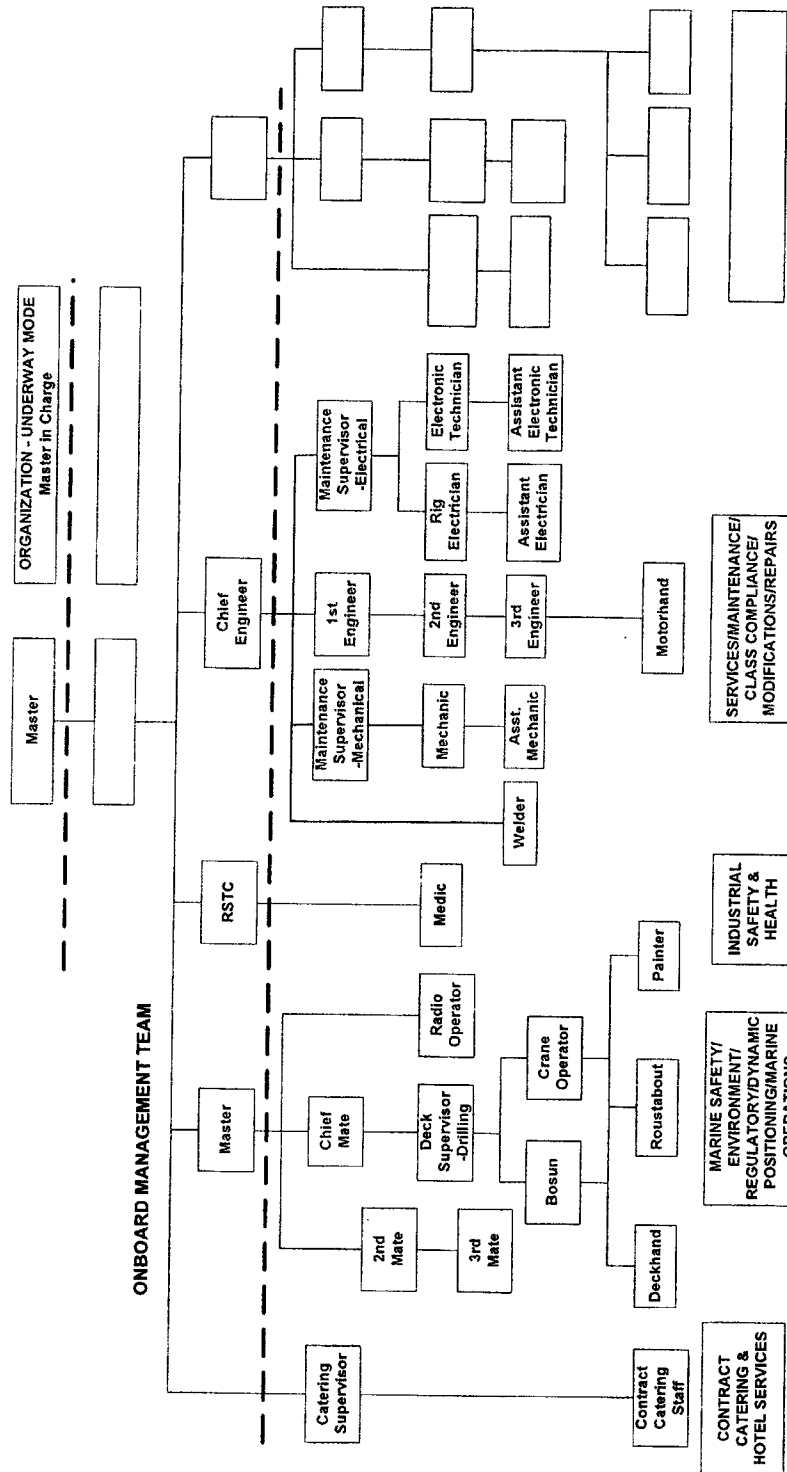 ORGANIZATION - UNDERWAY MODE
Master in Charge
Master
ONBOARD MANAGEMENT TEAM
Master
RSTC
Chief
Engineer
Catering
Supervisor
2nd
Mate
3rd
Mate
Chief
Mate
Deck
Supervisor
-Drilling
Radio
Operator
Bosun
Crane
Operator
Deckhand
Roustabout
Painter
Medic
Welder
Maintenance
Supervisor
-Mechanical
Mechanic
Asst.
Mechanic
1st
Engineer
2nd
Engineer
3rd
Engineer
Motorhand
Maintenance
Supervisor
-Electrical
Rig
Electrician
Assistant
Electrician
Electronic
Technician
Assistant
Electronic
Technician
Contract
Catering
Staff
CONTRACT
CATERING &
HOTEL SERVICES
MARINE SAFETY/
ENVIRONMENT/
REGULATORY/DYNAMIC
POSITIONING/MARINE
OPERATIONS
INDUSTRIAL
SAFETY &
HEALTH
SERVICES/MAINTENANCE/
CLASS COMPLIANCE/
MODIFICATIONS/REPAIRS